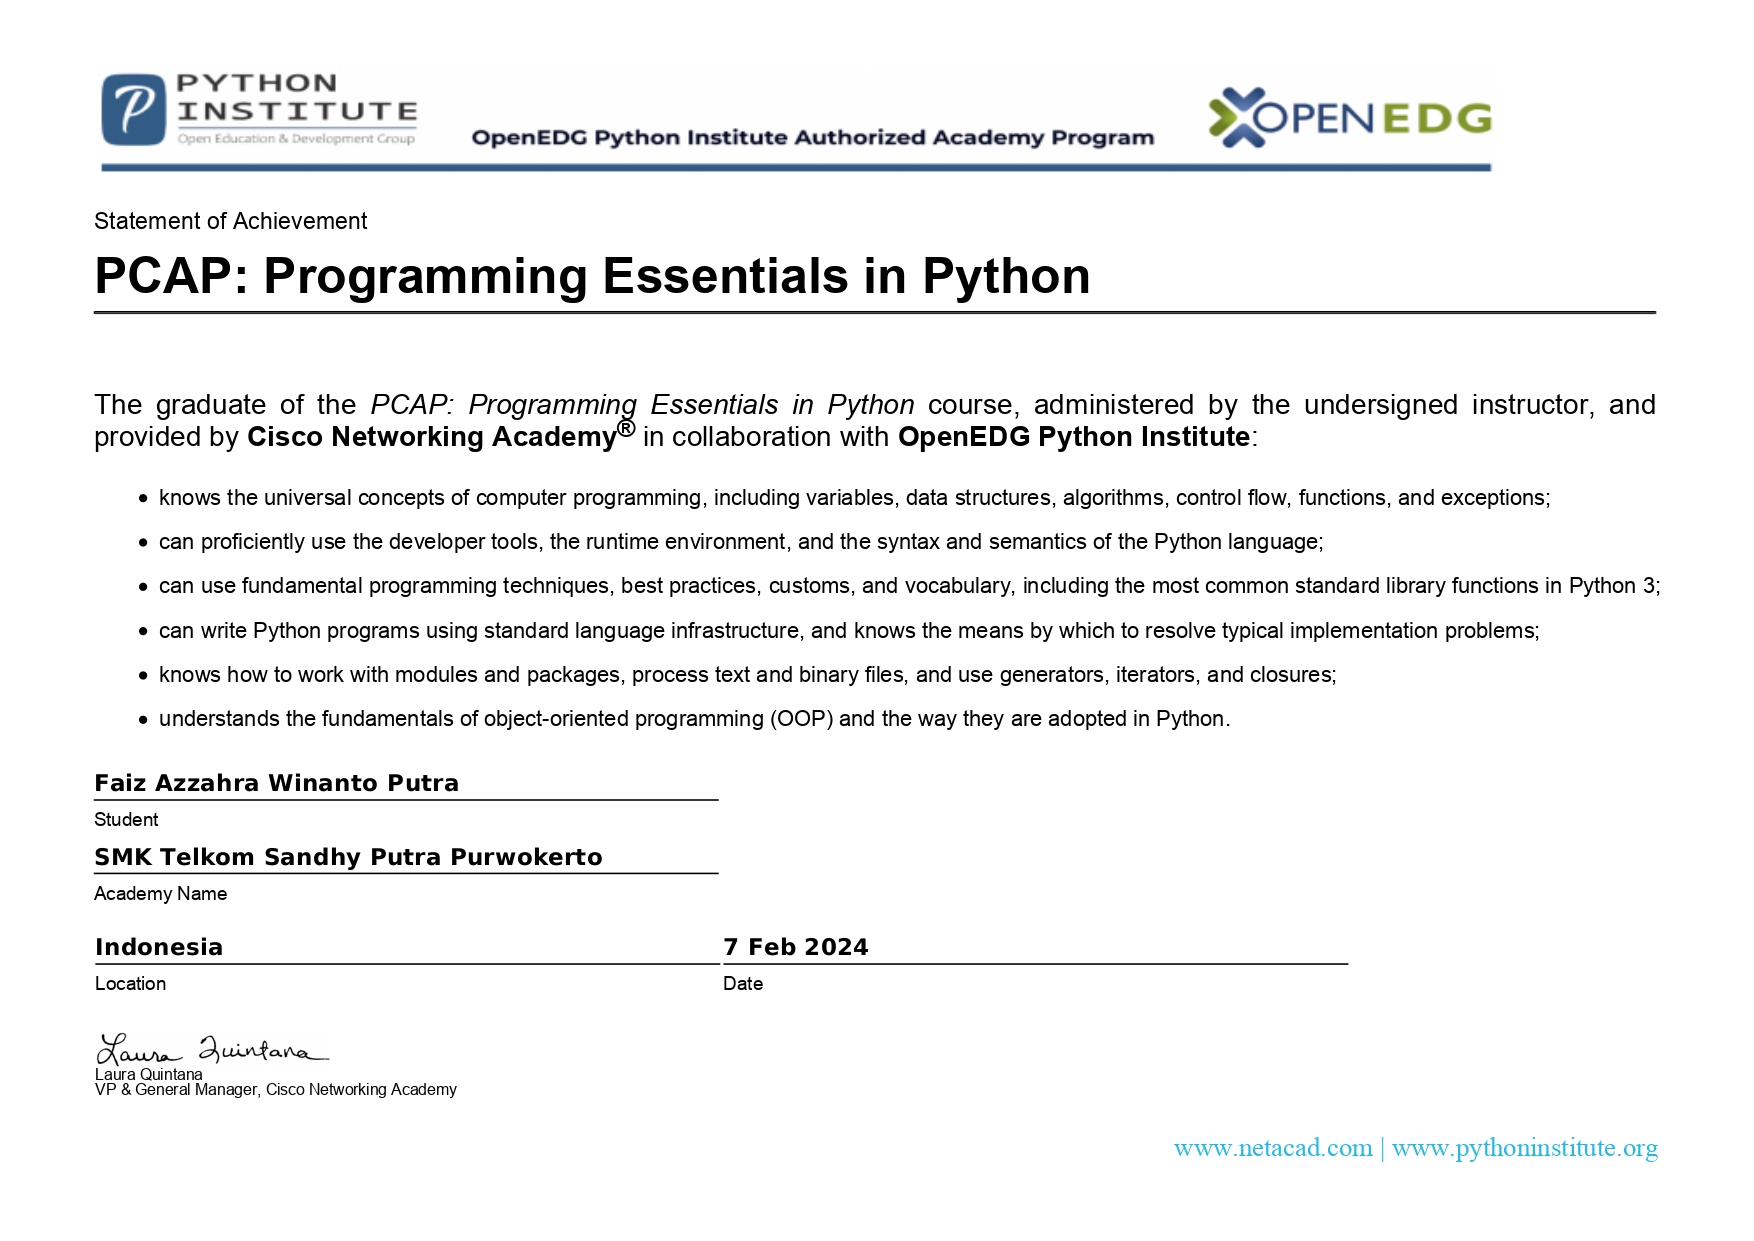 PYTHON
INSTITUTE
Open Education & Development Group
OpenEDG Python Institute Authorized Academy Program
OPENEDG
Statement of Achievement
PCAP: Programming Essentials in Python
The graduate of the PCAP: Programming Essentials in Python course, administered by the undersigned instructor, and
provided by Cisco Networking Academy® in collaboration with OpenEDG Python Institute:
• knows the universal concepts of computer programming, including variables, data structures, algorithms, control flow, functions, and exceptions;
• can proficiently use the developer tools, the runtime environment, and the syntax and semantics of the Python language;
• can use fundamental programming techniques, best practices, customs, and vocabulary, including the most common standard library functions in Python 3;
• can write Python programs using standard language infrastructure, and knows the means by which to resolve typical implementation problems;
• knows how to work with modules and packages, process text and binary files, and use generators, iterators, and closures;
• understands the fundamentals of object-oriented programming (OOP) and the way they are adopted in Python.
Faiz Azzahra Winanto Putra
Student
SMK Telkom Sandhy Putra Purwokerto
Academy Name
Indonesia 7 Feb 2024
Location Date
Laura Quintana
Laura Quintana
VP & General Manager, Cisco Networking Academy
www.netacad.com | www.pythoninstitute.org